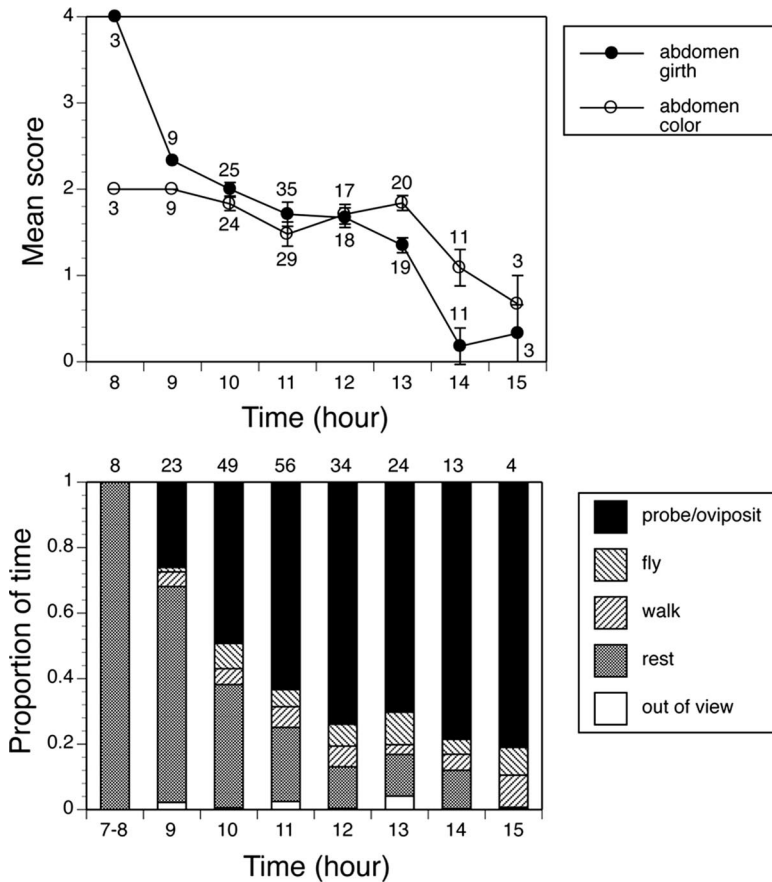 4
3
2
1
0
Mean score
3
9
25
35
17
20
11
3
3
9
24
29
18
19
11
3
8 9 10 11 12 13 14 15
Time (hour)
abdomen
girth
abdomen
color
8 23 49 56 34 24 13 4
1
0.8
0.6
0.4
0.2
0
Proportion of time
7-8 9 10 11 12 13 14 15
Time (hour)
probe/oviposit
fly
walk
rest
out of view